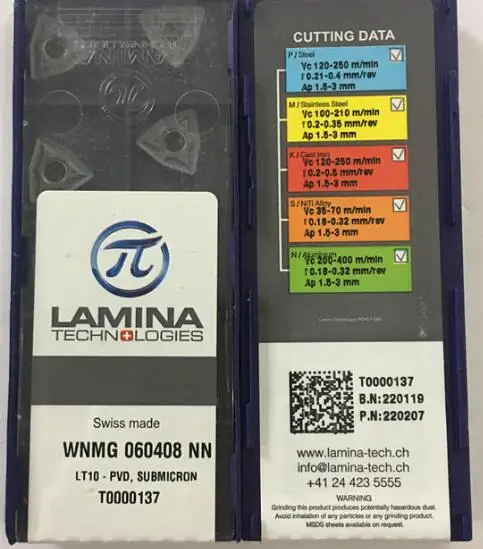 LAMINA
TECHNOLOGIES
Swiss made
WNMG 060408 NN
LT10 - PVD, SUBMICRON
T0000137
CUTTING DATA
P / Steel
Vc 120-250 m/min
f 0.21-0.4 mm/rev
Ap 1.5-3 mm
M / Stainless Steel
Vc 100-210 m/min
f 0.2-0.35 mm/rev
Ap 1.5-3 mm
K / Cast Iron
Vc 120-250 m/min
f 0.2-0.5 mm/rev
Ap 1.5-3 mm
S / NiTi Alloy
Vc 35-70 m/min
f 0.18-0.32 mm/rev
Ap 1.5-3 mm
N / Aluminium
Vc 200-400 m/min
f 0.18-0.32 mm/rev
Ap 1.5-3 mm
T0000137
B.N:220119
P.N:220207
www.lamina-tech.ch
info@lamina-tech.ch
+41 24 423 5555
WARNING
Grinding this product produces potentially hazardous dust.
Avoid inhalation of any particles or any grinding product.
MSDS sheets available on request.